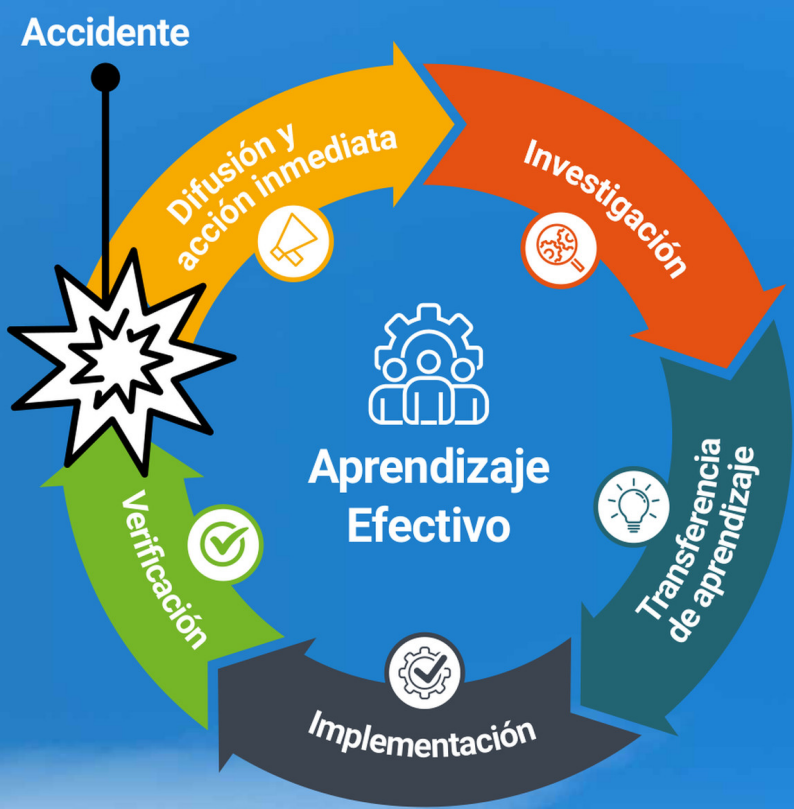 Accidente
Difusión y
acción inmediata
Investigación
Transferencia
de aprendizaje
Implementación
Verificación
Aprendizaje
Efectivo